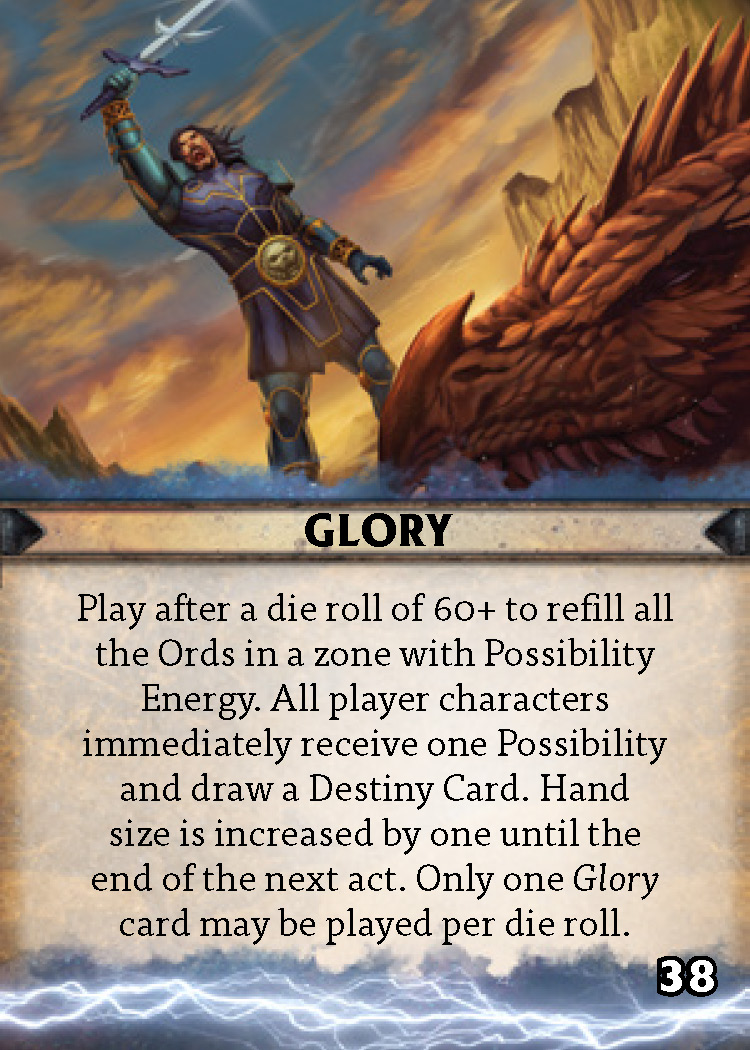 GLORY
Play after a die roll of 60+ to refill all
the Ords in a zone with Possibility
Energy. All player characters
immediately receive one Possibility
and draw a Destiny Card. Hand
size is increased by one until the
end of the next act. Only one Glory
card may be played per die roll.
38